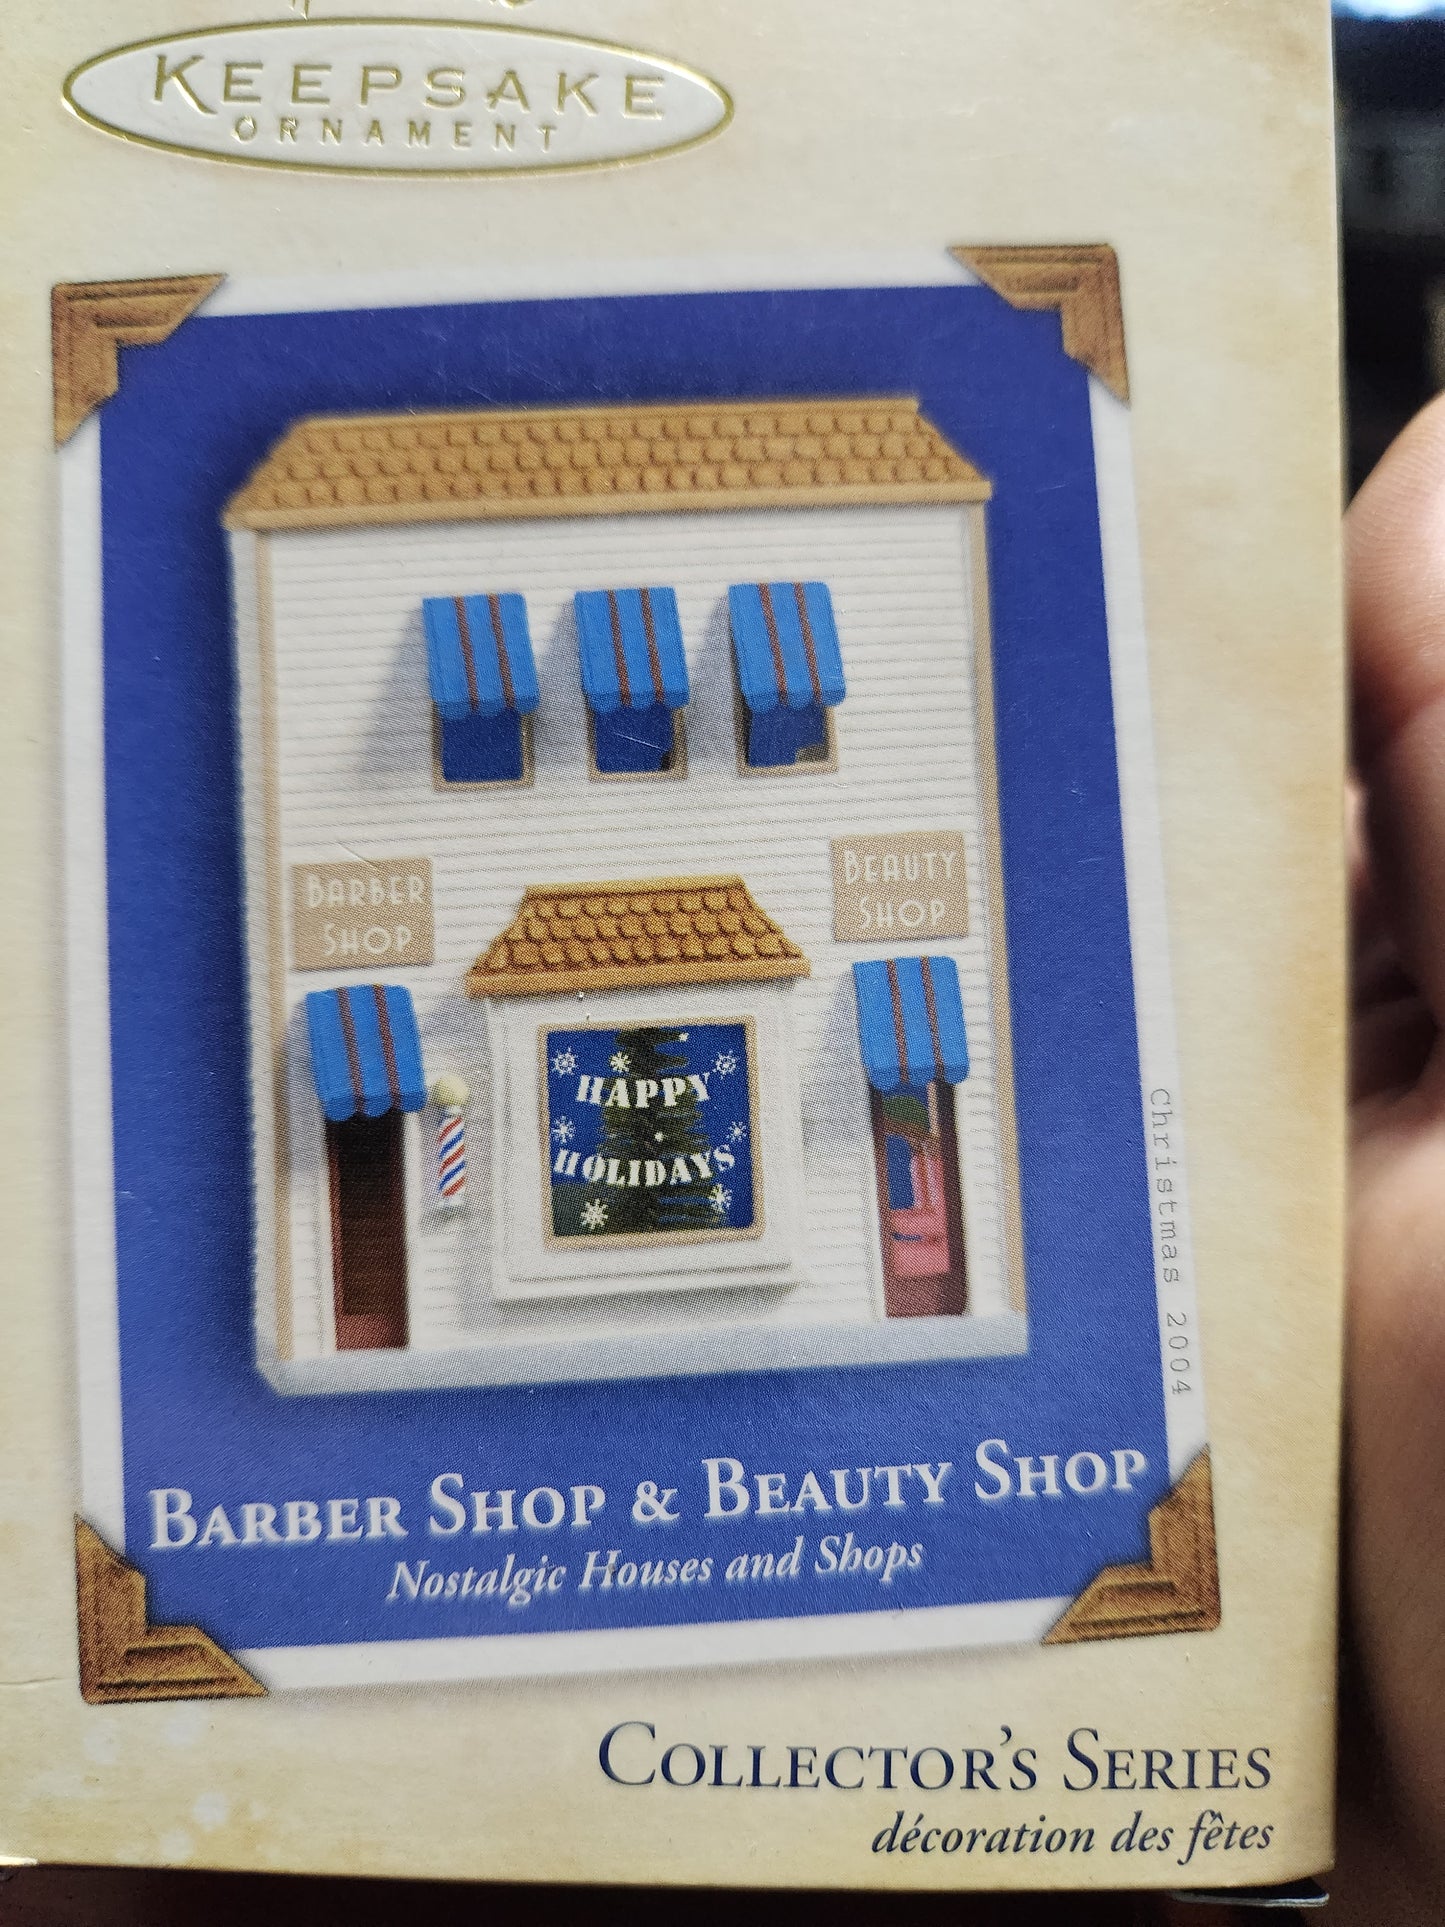 KEEPSAKE
ORNAMENT
BARBER
SHOP
BEAUTY
SHOP
HAPPY
HOLIDAYS
Christmas 2004
BARBER SHOP & BEAUTY SHOP
Nostalgic Houses and Shops
COLLECTOR'S SERIES
décoration des fêtes